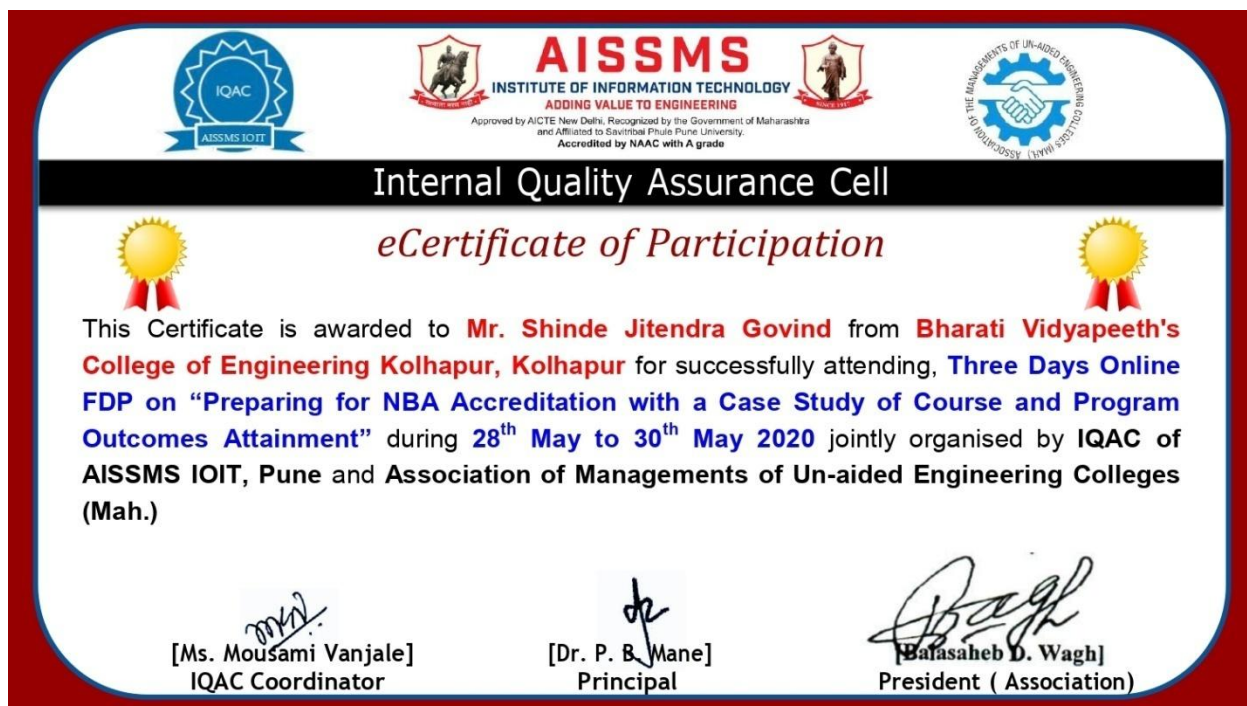 IQAC
AISSMS IOIT
AISSMS
INSTITUTE OF INFORMATION TECHNOLOGY
ADDING VALUE TO ENGINEERING
Approved by AICTE New Delhi, Recognized by the Government of Maharashtra
and Affiliated to Savitribai Phule Pune University.
Accredited by NAAC with A grade
SINCE 1917
ASSOCIATION OF THE MANAGEMENTS OF UN-AIDED ENGINEERING COLLEGES (MAH.)
Internal Quality Assurance Cell
eCertificate of Participation
This Certificate is awarded to Mr. Shinde Jitendra Govind from Bharati Vidyapeeth's
College of Engineering Kolhapur, Kolhapur for successfully attending, Three Days Online
FDP on “Preparing for NBA Accreditation with a Case Study of Course and Program
Outcomes Attainment” during 28th May to 30th May 2020 jointly organised by IQAC of
AISSMS IOIT, Pune and Association of Managements of Un-aided Engineering Colleges
(Mah.)
[Ms. Mousami Vanjale] [Dr. P. B. Mane] [Balasaheb D. Wagh]
IQAC Coordinator Principal President ( Association)